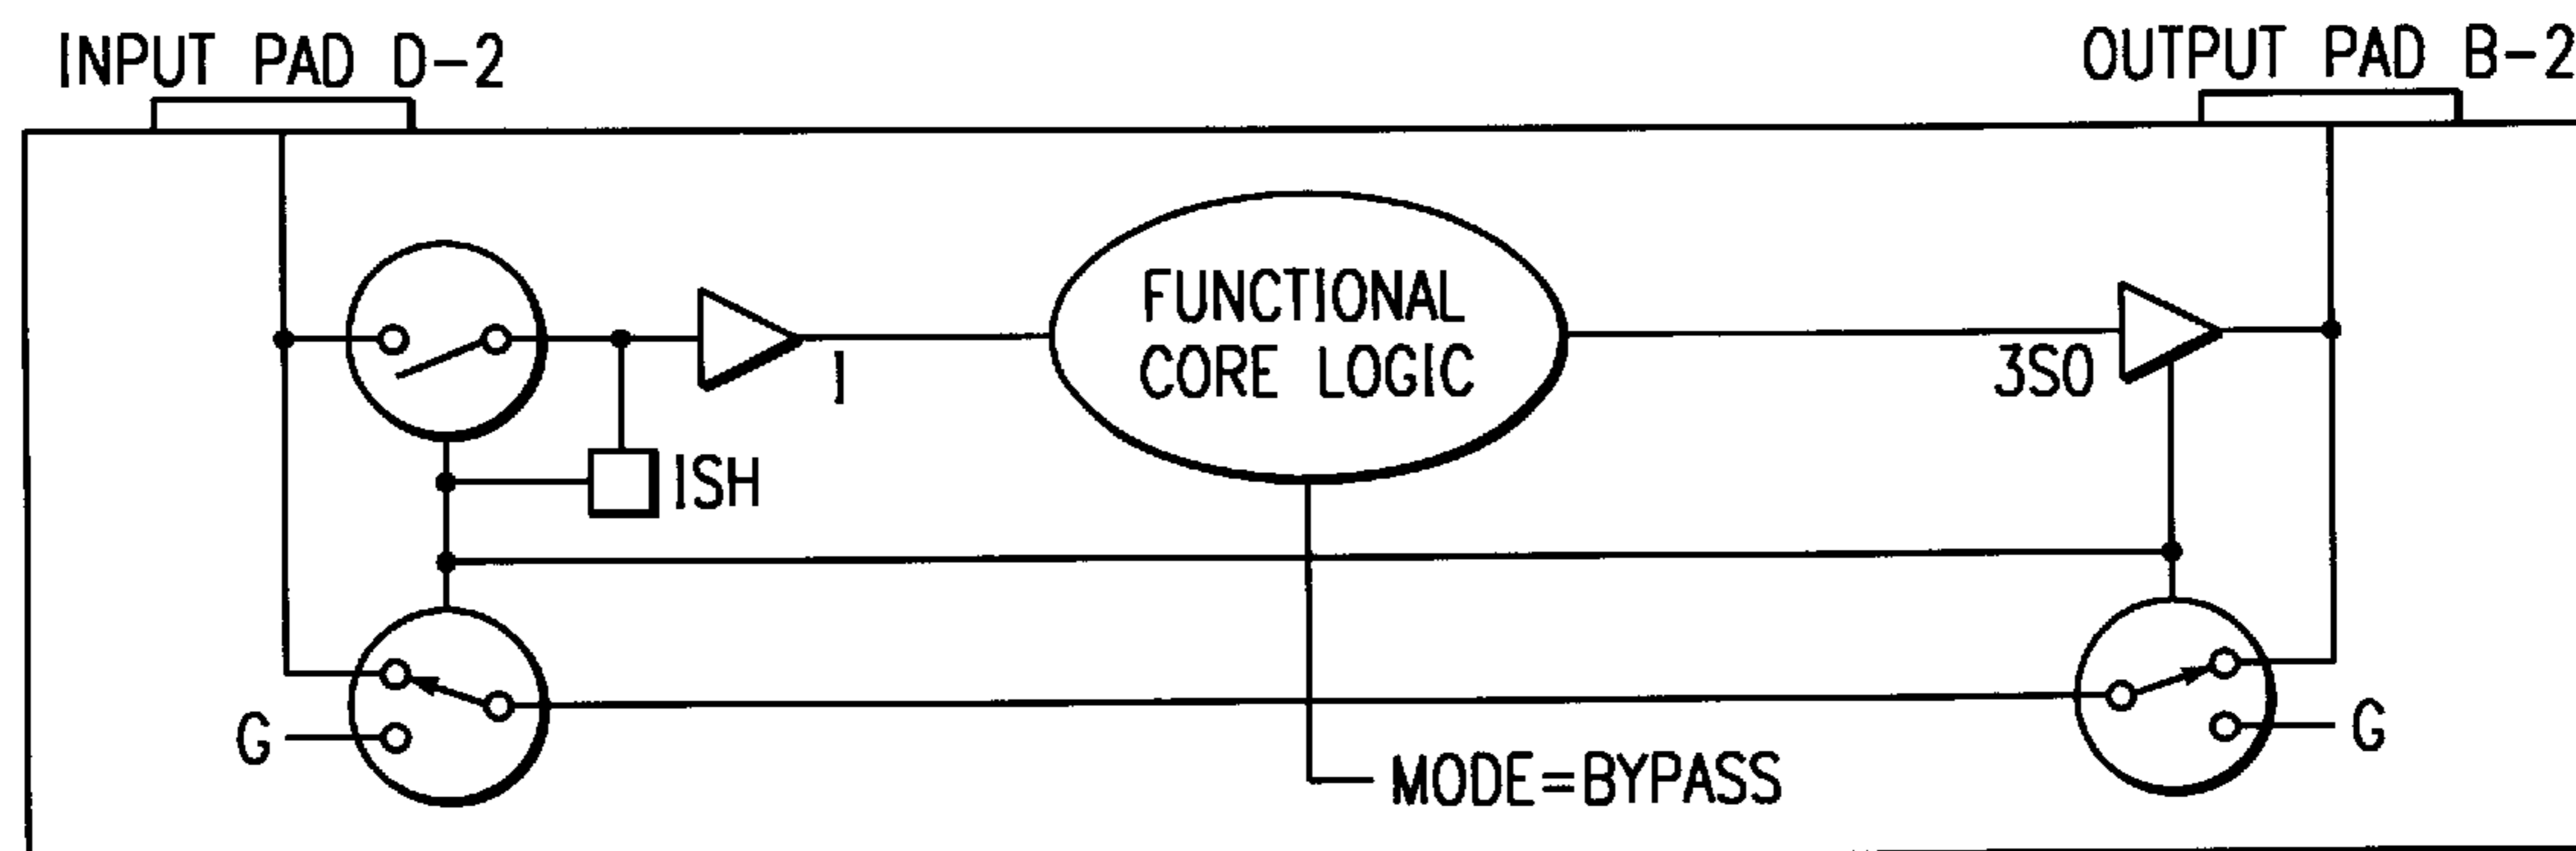 INPUT PAD D-2
OUTPUT PAD B-2
FUNCTIONAL
CORE LOGIC
I
3SO
ISH
G
G
MODE=BYPASS